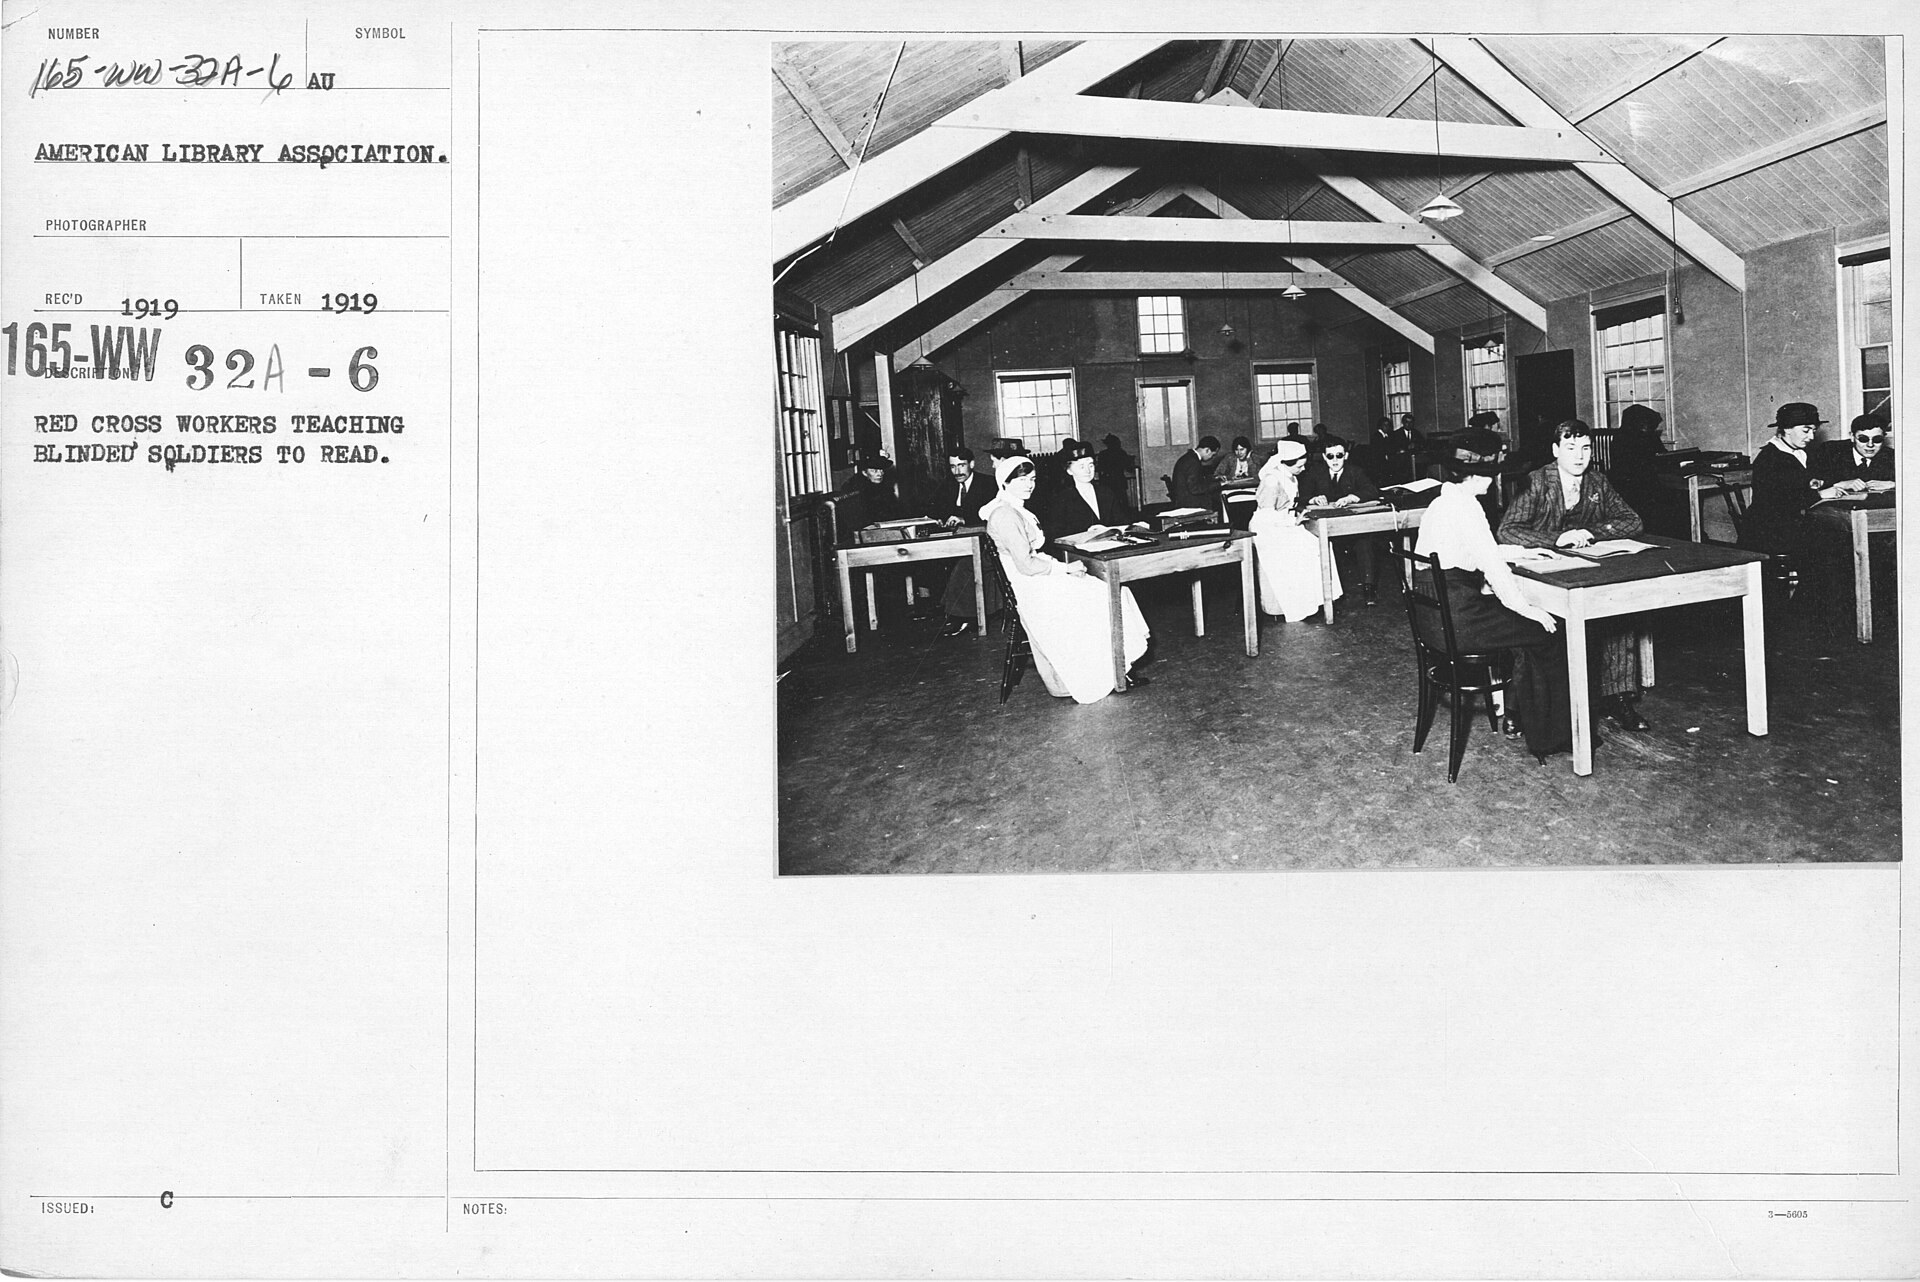 NUMBER
SYMBOL
165-WW-32A-6 AU
AMERICAN LIBRARY ASSOCIATION.
PHOTOGRAPHER
REC'D 1919
TAKEN 1919
165-WW 32A-6
DESCRIPTION
RED CROSS WORKERS TEACHING
BLINDED SOLDIERS TO READ.
ISSUED: C
NOTES:
3—5605